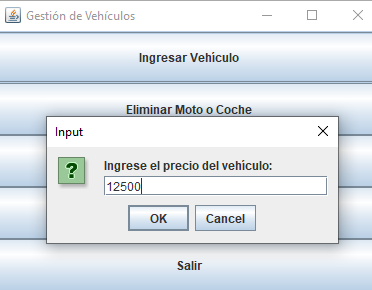 Gestión de Vehículos
Ingresar Vehículo
Eliminar Moto o Coche
Input
Ingrese el precio del vehículo:
12500
OK Cancel
Salir